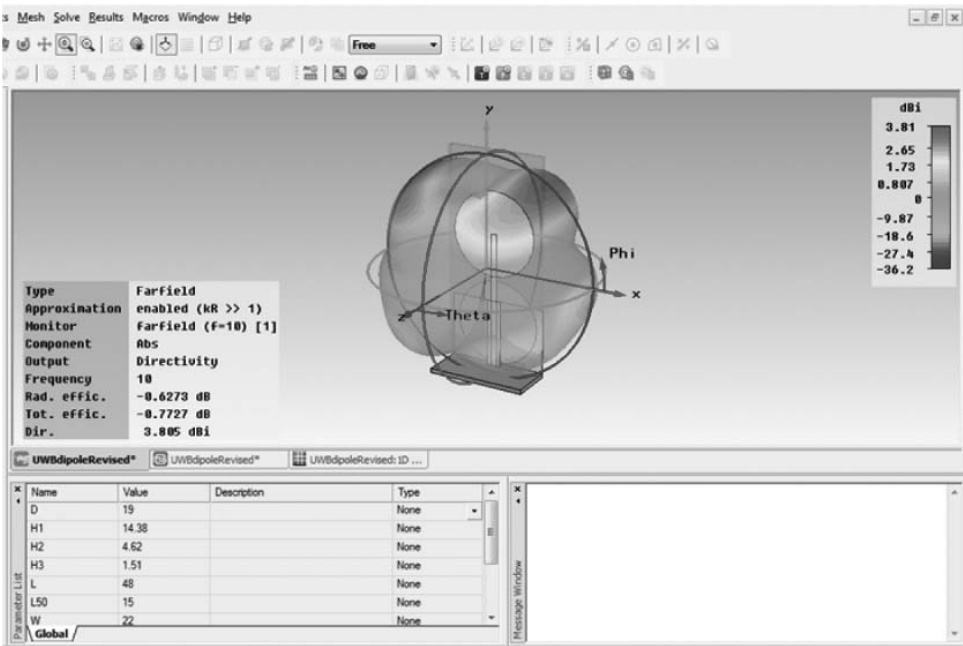 s Mesh Solve Results Macros Window Help
Free
y
dBi
3.81
2.65
1.73
0.807
0
-9.87
-18.6
-27.4
-36.2
Phi
x
z
Theta
Type Farfield
Approximation enabled (kR >> 1)
Monitor Farfield (f=10) [1]
Component Abs
Output Directivity
Frequency 10
Rad. effic. -0.6273 dB
Tot. effic. -0.7727 dB
Dir. 3.805 dBi
UWBdipoleRevised* UWBdipoleRevised* UWBdipoleRevised: 1D ...
Name Value Description Type
D 19 None
H1 14.38 None
H2 4.62 None
H3 1.51 None
L 48 None
L50 15 None
W 22 None
Global
Parameter List
Message Window